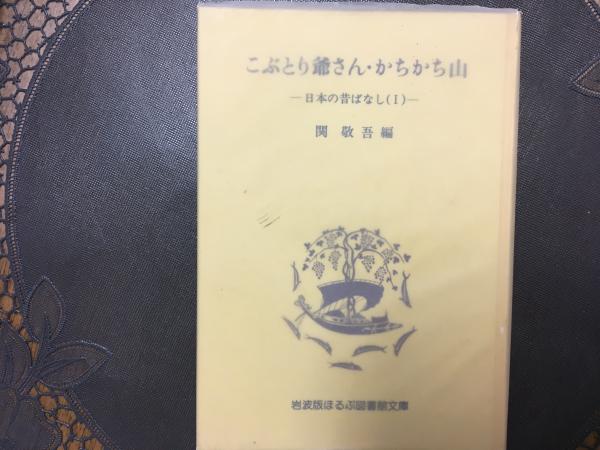 こぶとり爺さん・かちかち山
―日本の昔ばなし(I)―
関 敬吾 編
岩波版ほるぷ図書館文庫